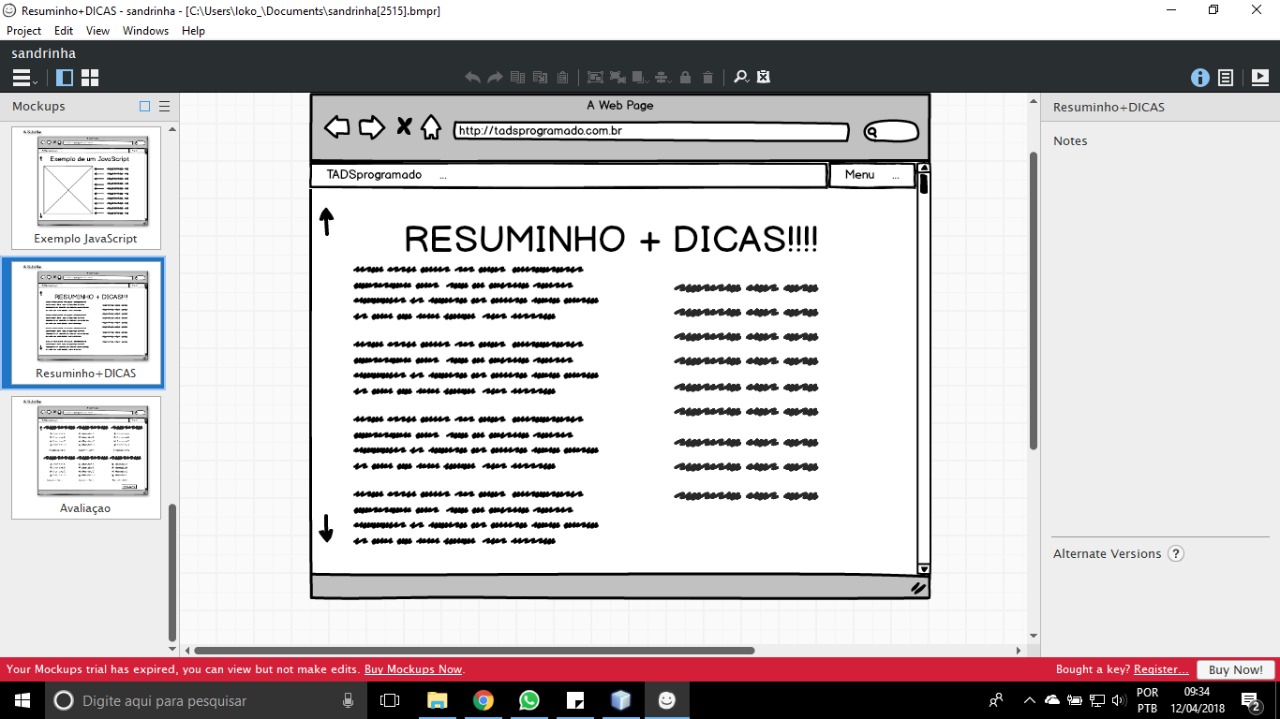 Resuminho+DICAS - sandrinha - [C:\Users\loko_\Documents\sandrinha[2515].bmpr]
Project Edit View Windows Help
sandrinha
Mockups
Exemplo de um JavaScript
Exemplo JavaScript
RESUMINHO + DICAS!!!!
Resuminho+DICAS
Avaliaçao
A Web Page
http://tadsprogramado.com.br
TADSprogramado ...
Menu ...
RESUMINHO + DICAS!!!!
Resuminho+DICAS
Notes
Alternate Versions ?
Your Mockups trial has expired, you can view but not make edits. Buy Mockups Now.
Bought a key? Register... Buy Now!
Digite aqui para pesquisar
POR
PTB
09:34
12/04/2018
2